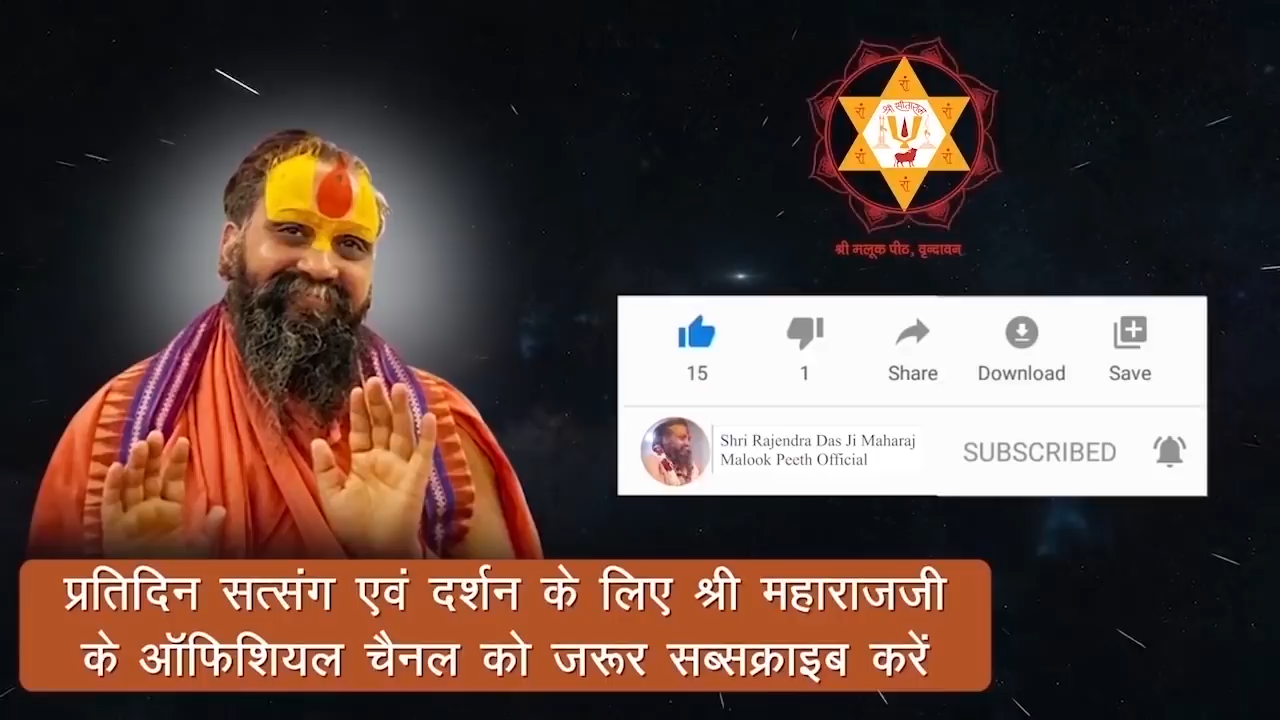 रां
रां
रां
श्री सीताराम
रां
रां
रां
श्री मलूक पीठ, वृन्दावन
15
1
Share
Download
Save
Shri Rajendra Das Ji Maharaj
Malook Peeth Official
SUBSCRIBED
प्रतिदिन सत्संग एवं दर्शन के लिए श्री महाराजजी
के ऑफिशियल चैनल को जरूर सब्सक्राइब करें